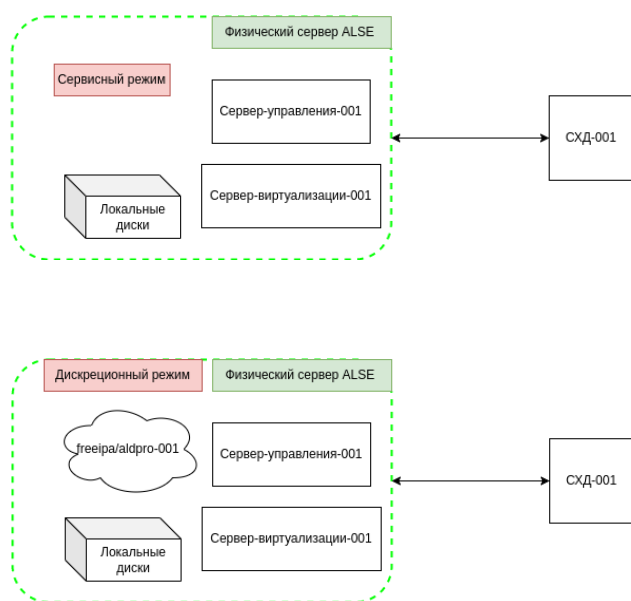 Физический сервер ALSE
Сервисный режим
Сервер-управления-001
СХД-001
Сервер-виртуализации-001
Локальные
диски
Дискреционный режим
Физический сервер ALSE
freeipa/aldpro-001
Сервер-управления-001
СХД-001
Сервер-виртуализации-001
Локальные
диски